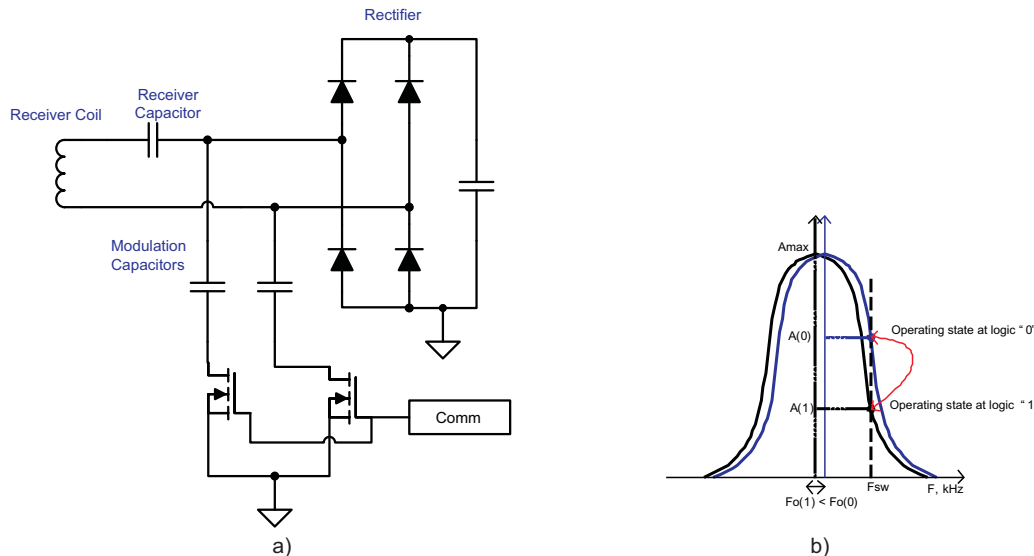 Rectifier
Receiver
Capacitor
Receiver Coil
Modulation
Capacitors
Comm
a)
Amax
A(0)
Operating state at logic “ 0”
A(1)
Operating state at logic “ 1
Fsw
F, kHz
Fo(1) < Fo(0)
b)